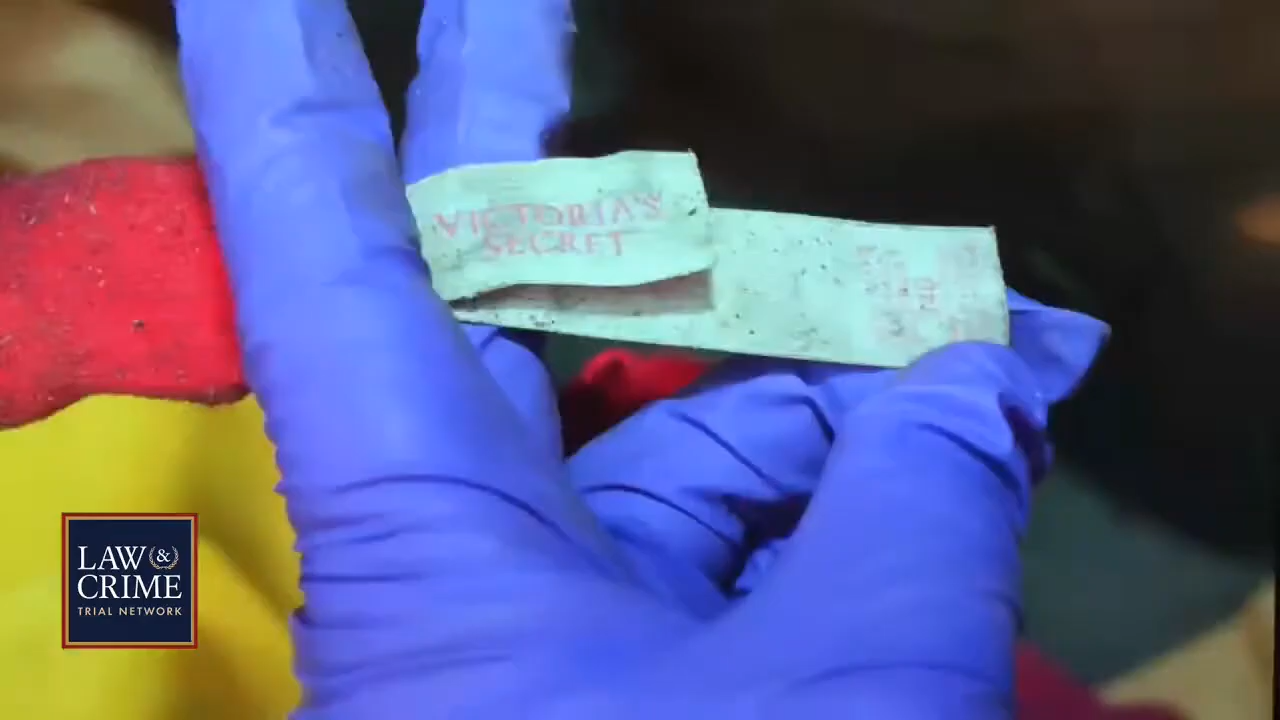 VICTORIA'S
SECRET
LAW &
CRIME
TRIAL NETWORK